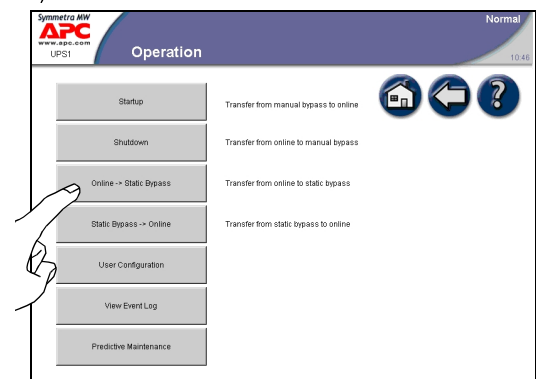 Symmetra MW
APC
www.apc.com
UPS1
Operation
Normal
10:46
Startup
Transfer from manual bypass to online
Shutdown
Transfer from online to manual bypass
Online -> Static Bypass
Transfer from online to static bypass
Static Bypass -> Online
Transfer from static bypass to online
User Configuration
View Event Log
Predictive Maintenance
?